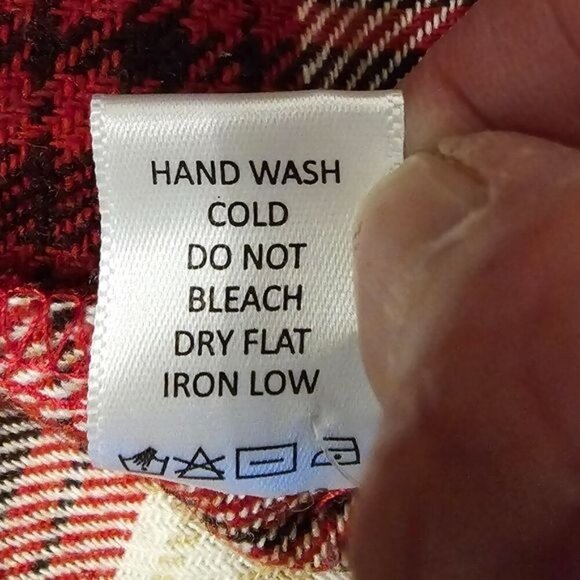 HAND WASH
COLD
DO NOT
BLEACH
DRY FLAT
IRON LOW